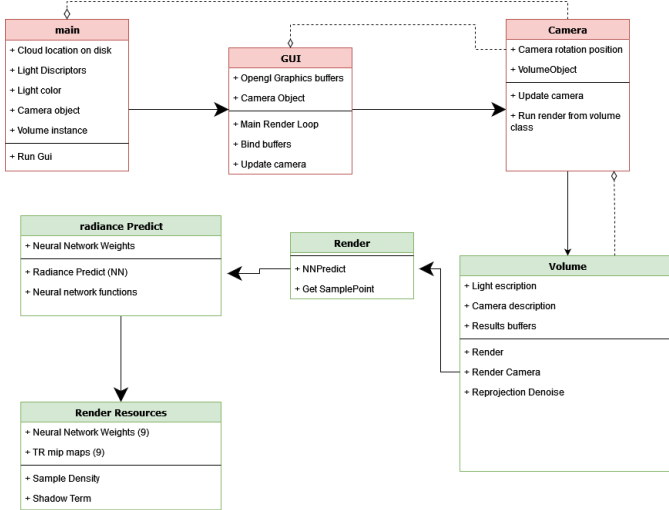 main
+ Cloud location on disk
+ Light Discriptors
+ Light color
+ Camera object
+ Volume instance
+ Run Gui
GUI
+ Opengl Graphics buffers
+ Camera Object
+ Main Render Loop
+ Bind buffers
+ Update camera
Camera
+ Camera rotation position
+ VolumeObject
+ Update camera
+ Run render from volume
class
radiance Predict
+ Neural Network Weights
+ Radiance Predict (NN)
+ Neural network functions
Render
+ NNPredict
+ Get SamplePoint
Volume
+ Light escription
+ Camera description
+ Results buffers
+ Render
+ Render Camera
+ Reprojection Denoise
Render Resources
+ Neural Network Weights (9)
+ TR mip maps (9)
+ Sample Density
+ Shadow Term